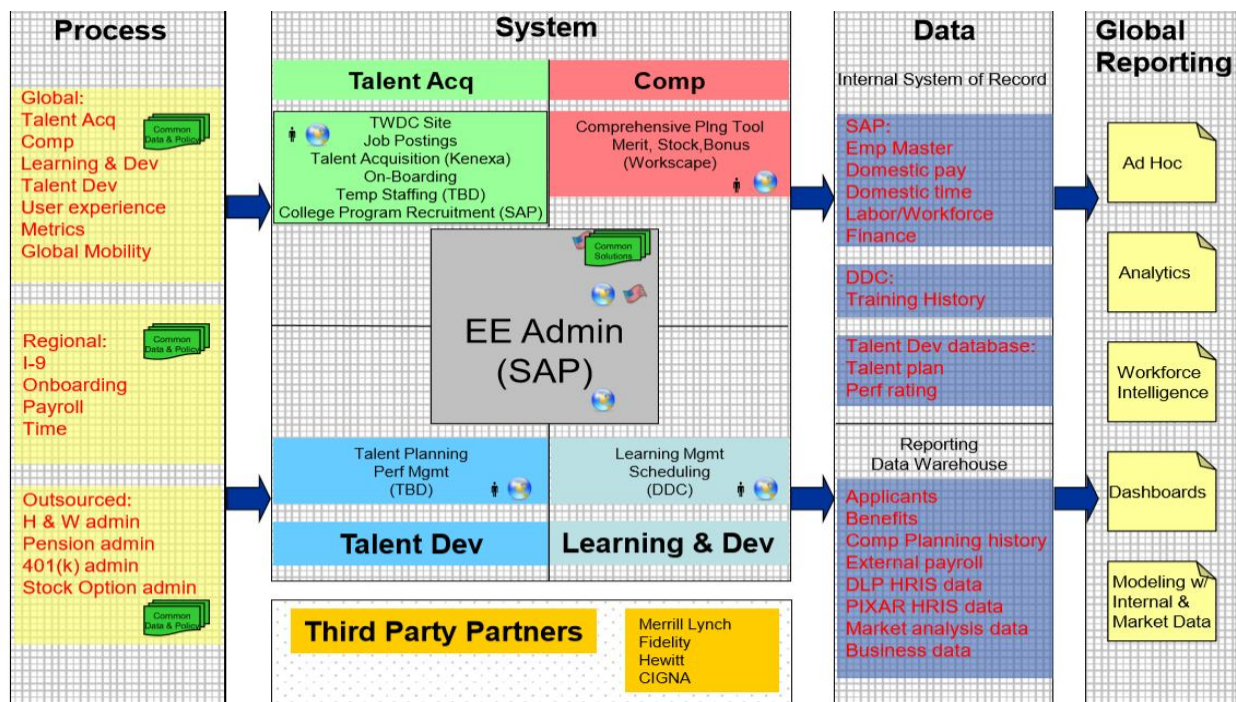 Process
Global:
Talent Acq
Comp
Learning & Dev
Talent Dev
User experience
Metrics
Global Mobility
Common
Data & Policy
Regional:
I-9
Onboarding
Payroll
Time
Common
Data & Policy
Outsourced:
H & W admin
Pension admin
401(k) admin
Stock Option admin
Common
Data & Policy
System
Talent Acq
TWDC Site
Job Postings
Talent Acquisition (Kenexa)
On-Boarding
Temp Staffing (TBD)
College Program Recruitment (SAP)
Comp
Comprehensive Plng Tool
Merit, Stock,Bonus
(Workscape)
Common
Solutions
EE Admin
(SAP)
Talent Planning
Perf Mgmt
(TBD)
Talent Dev
Learning Mgmt
Scheduling
(DDC)
Learning & Dev
Third Party Partners
Merrill Lynch
Fidelity
Hewitt
CIGNA
Data
Internal System of Record
SAP:
Emp Master
Domestic pay
Domestic time
Labor/Workforce
Finance
DDC:
Training History
Talent Dev database:
Talent plan
Perf rating
Reporting
Data Warehouse
Applicants
Benefits
Comp Planning history
External payroll
DLP HRIS data
PIXAR HRIS data
Market analysis data
Business data
Global
Reporting
Ad Hoc
Analytics
Workforce
Intelligence
Dashboards
Modeling w/
Internal &
Market Data